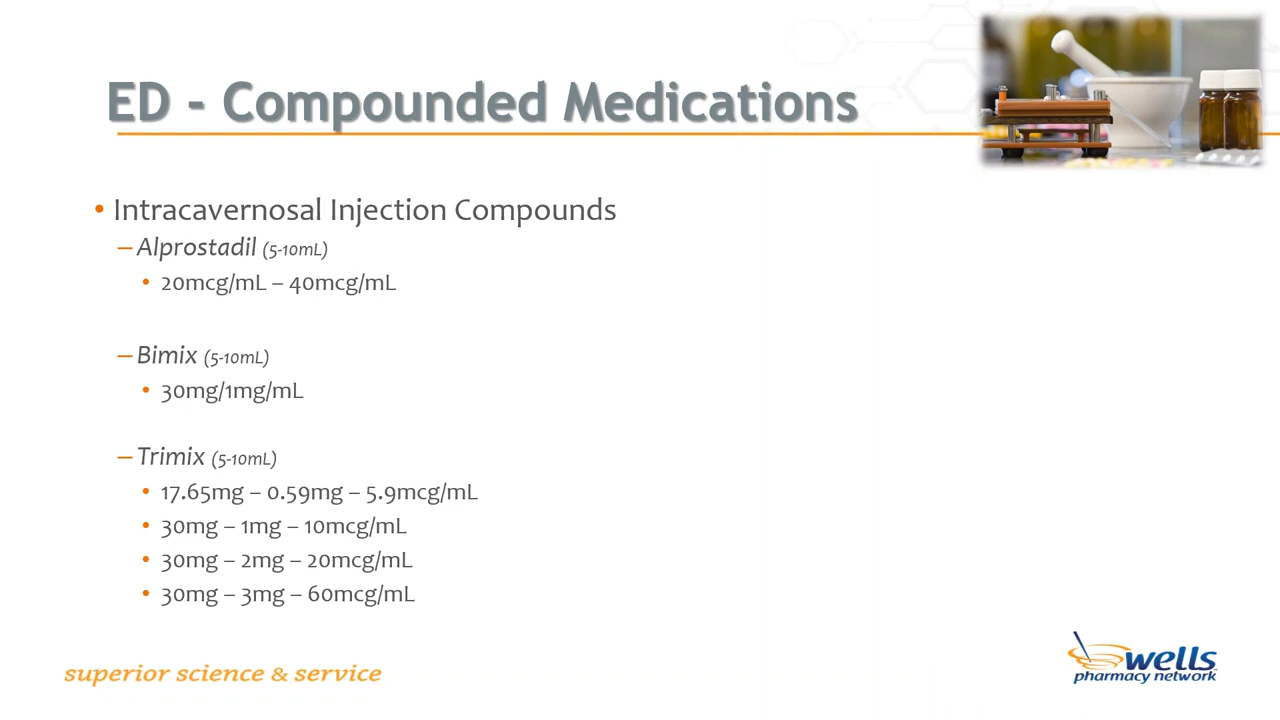 ED - Compounded Medications
• Intracavernosal Injection Compounds
– Alprostadil (5-10mL)
• 20mcg/mL – 40mcg/mL
– Bimix (5-10mL)
• 30mg/1mg/mL
– Trimix (5-10mL)
• 17.65mg – 0.59mg – 5.9mcg/mL
• 30mg – 1mg – 10mcg/mL
• 30mg – 2mg – 20mcg/mL
• 30mg – 3mg – 60mcg/mL
superior science & service
wells
pharmacy network